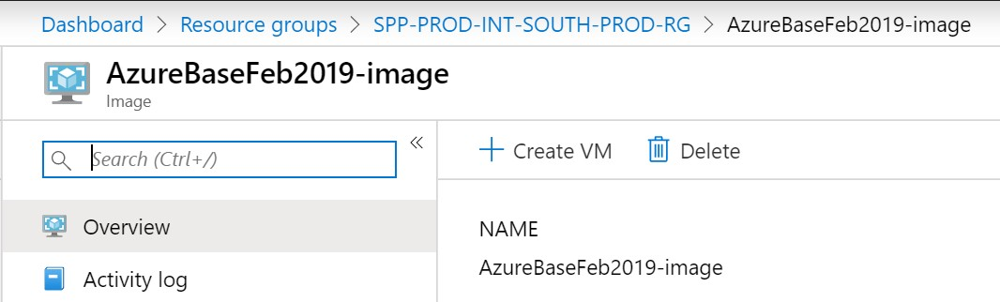 Dashboard > Resource groups > SPP-PROD-INT-SOUTH-PROD-RG > AzureBaseFeb2019-image
AzureBaseFeb2019-image
Image
Search (Ctrl+/)
«
+ Create VM
Delete
Overview
Activity log
NAME
AzureBaseFeb2019-image